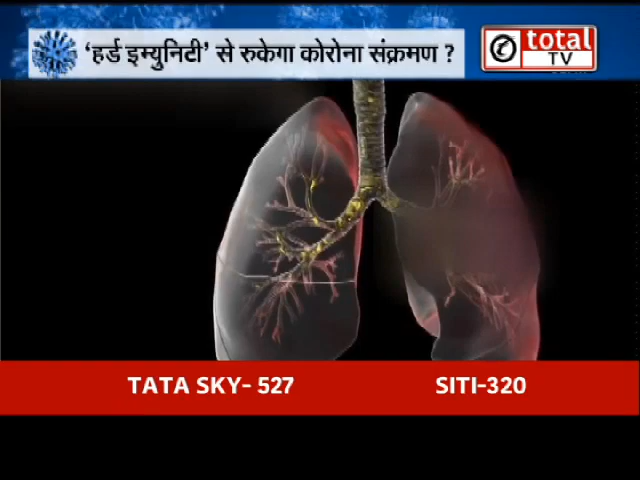 ‘हर्ड इम्युनिटी’ से रुकेगा कोरोना संक्रमण ?
total
TV
TATA SKY- 527
SITI-320